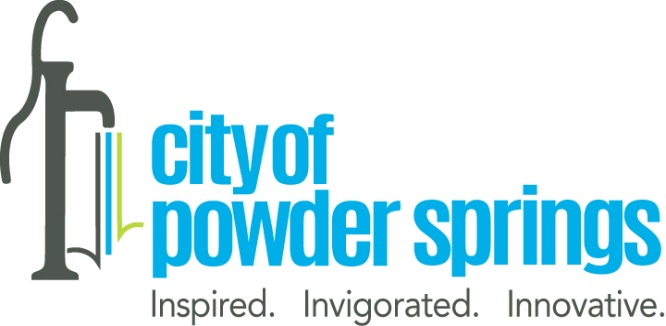 city of
powder springs
Inspired. Invigorated. Innovative.